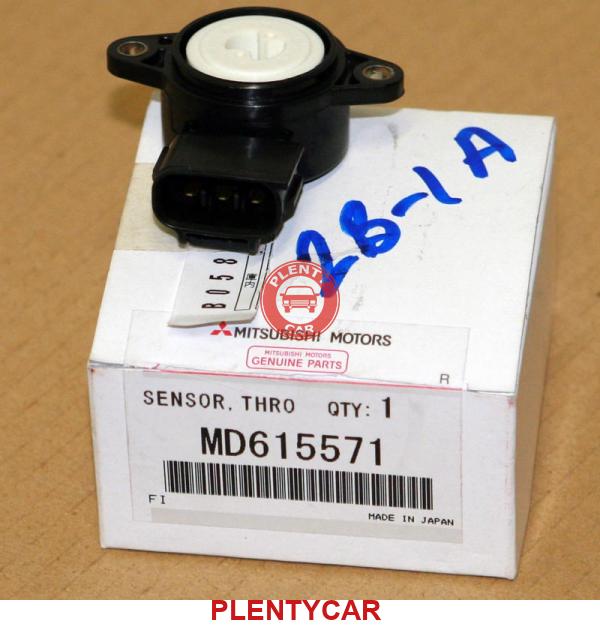 2B-1A
B058
PLENTY
CAR
MITSUBISHI MOTORS
MITSUBISHI MOTORS
GENUINE PARTS
R
SENSOR, THRO QTY: 1
MD615571
FI
MADE IN JAPAN
PLENTYCAR